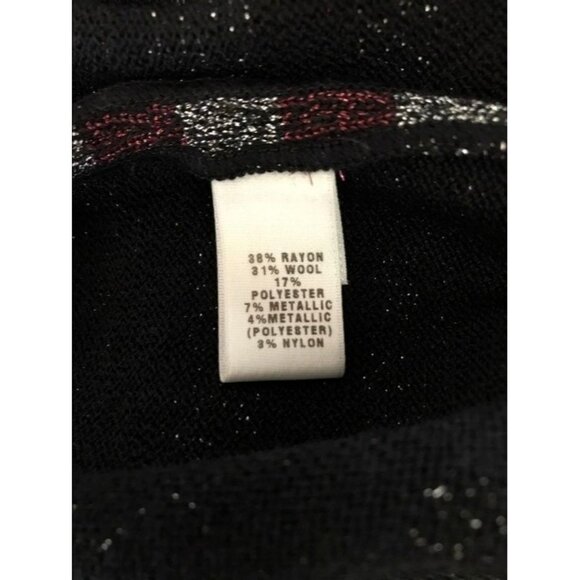 38% RAYON
31% WOOL
17%
POLYESTER
7% METALLIC
4%METALLIC
(POLYESTER)
3% NYLON